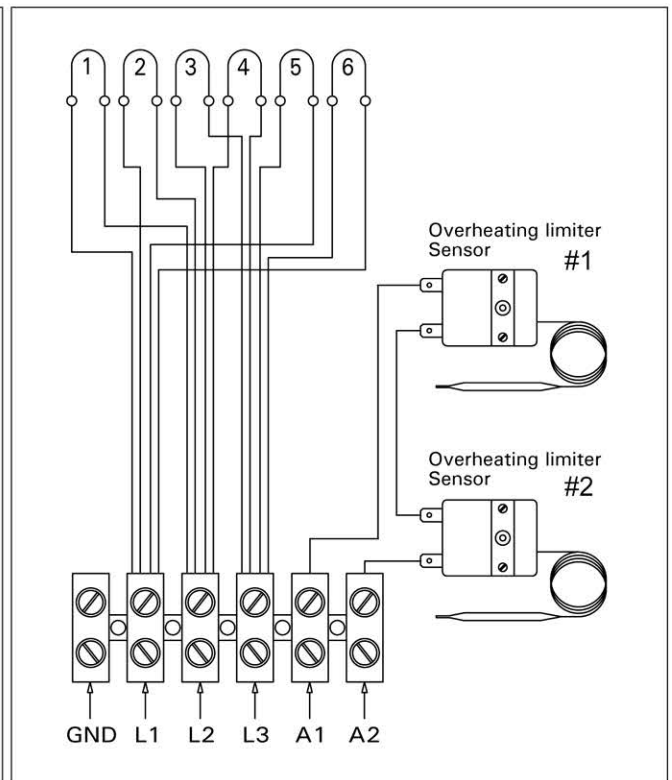 1 2 3 4 5 6
Overheating limiter
Sensor
#1
Overheating limiter
Sensor
#2
GND L1 L2 L3 A1 A2